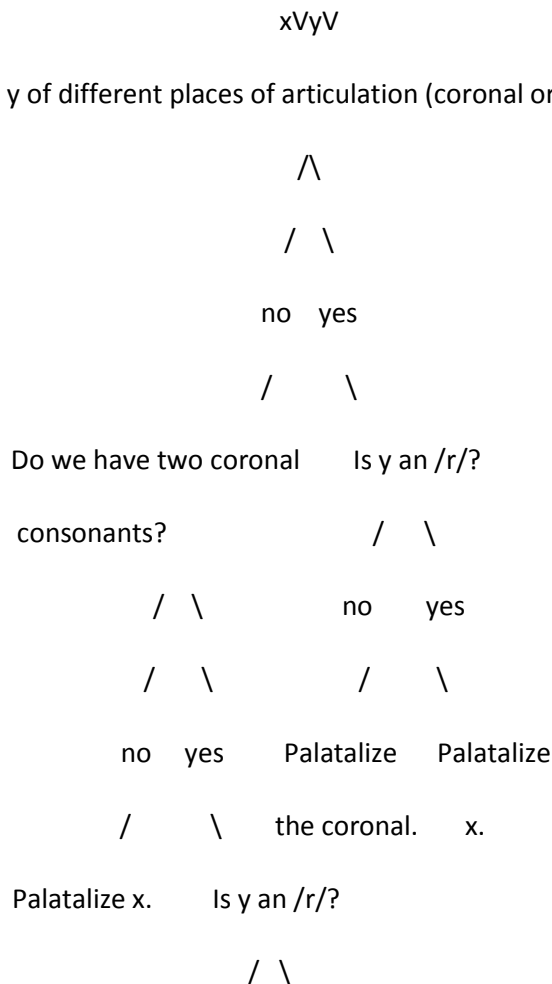 xVyV
y of different places of articulation (coronal or
/\
/ \
no yes
/ \
Do we have two coronal Is y an /r/?
consonants? / \
/ \ no yes
/ \ / \
no yes Palatalize Palatalize
/ \ the coronal. x.
Palatalize x. Is y an /r/?
/ \